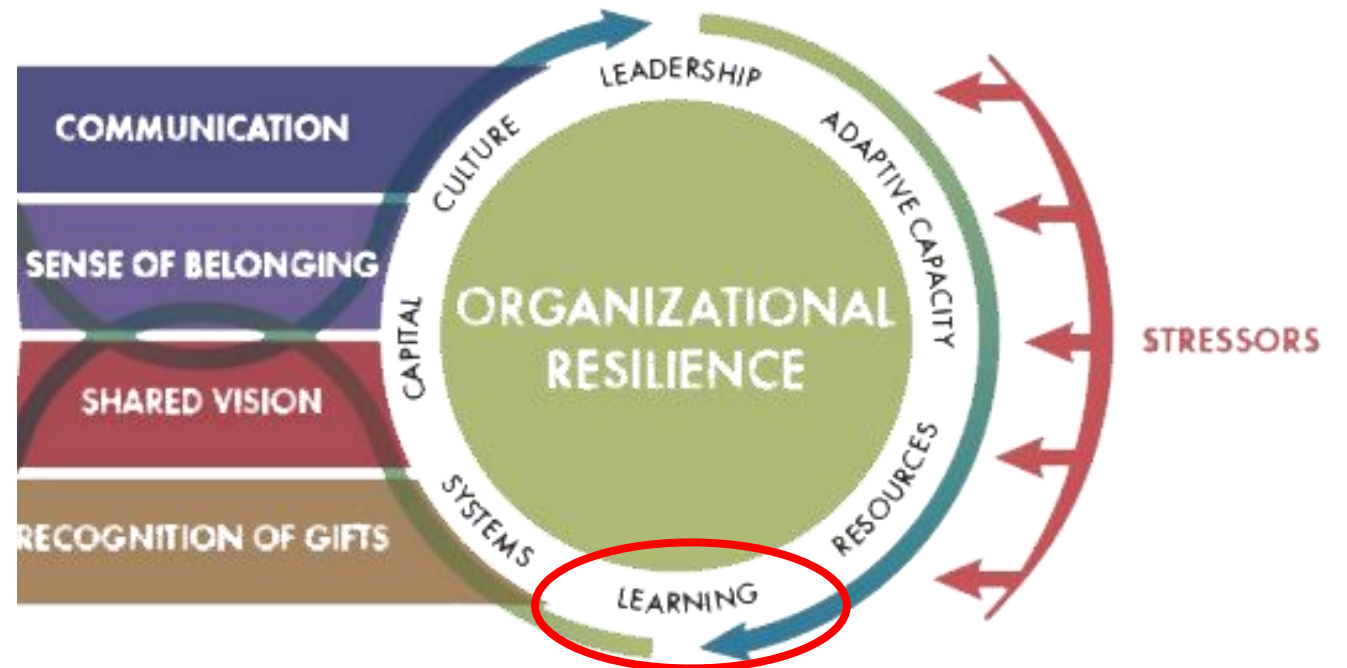 COMMUNICATION
SENSE OF BELONGING
SHARED VISION
RECOGNITION OF GIFTS
LEADERSHIP
ADAPTIVE CAPACITY
RESOURCES
LEARNING
SYSTEMS
CAPITAL
CULTURE
ORGANIZATIONAL
RESILIENCE
STRESSORS